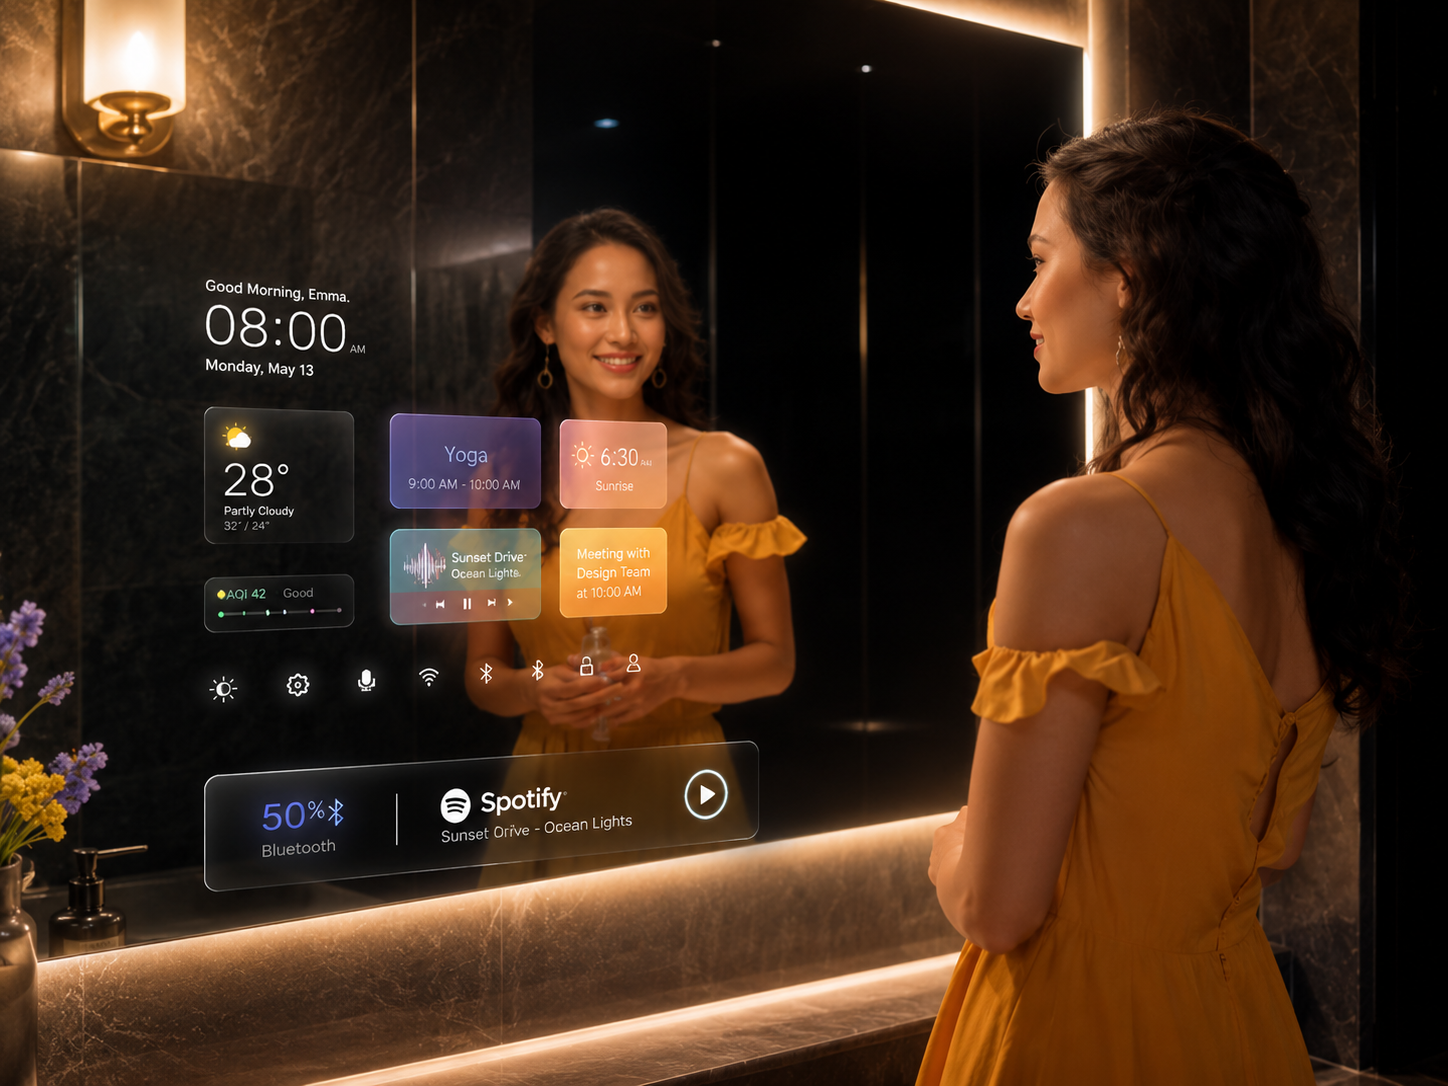 Good Morning, Emma.
08:00 AM
Monday, May 13
28°
Partly Cloudy
32° / 24°
AQI 42 Good
Yoga
9:00 AM - 10:00 AM
6:30
Sunrise
Sunset Drive
Ocean Lights
Meeting with
Design Team
at 10:00 AM
50%
Bluetooth
Spotify
Sunset Drive - Ocean Lights